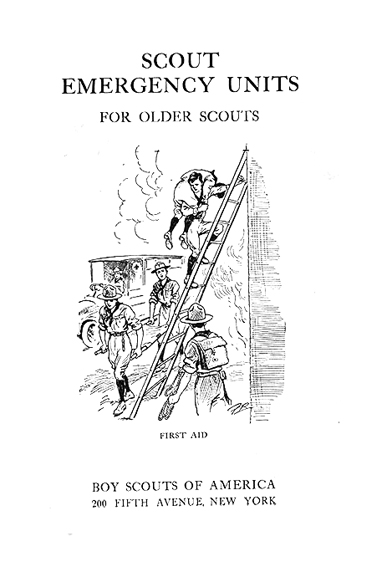 SCOUT
EMERGENCY UNITS
FOR OLDER SCOUTS
FIRST AID
BOY SCOUTS OF AMERICA
200 FIFTH AVENUE, NEW YORK